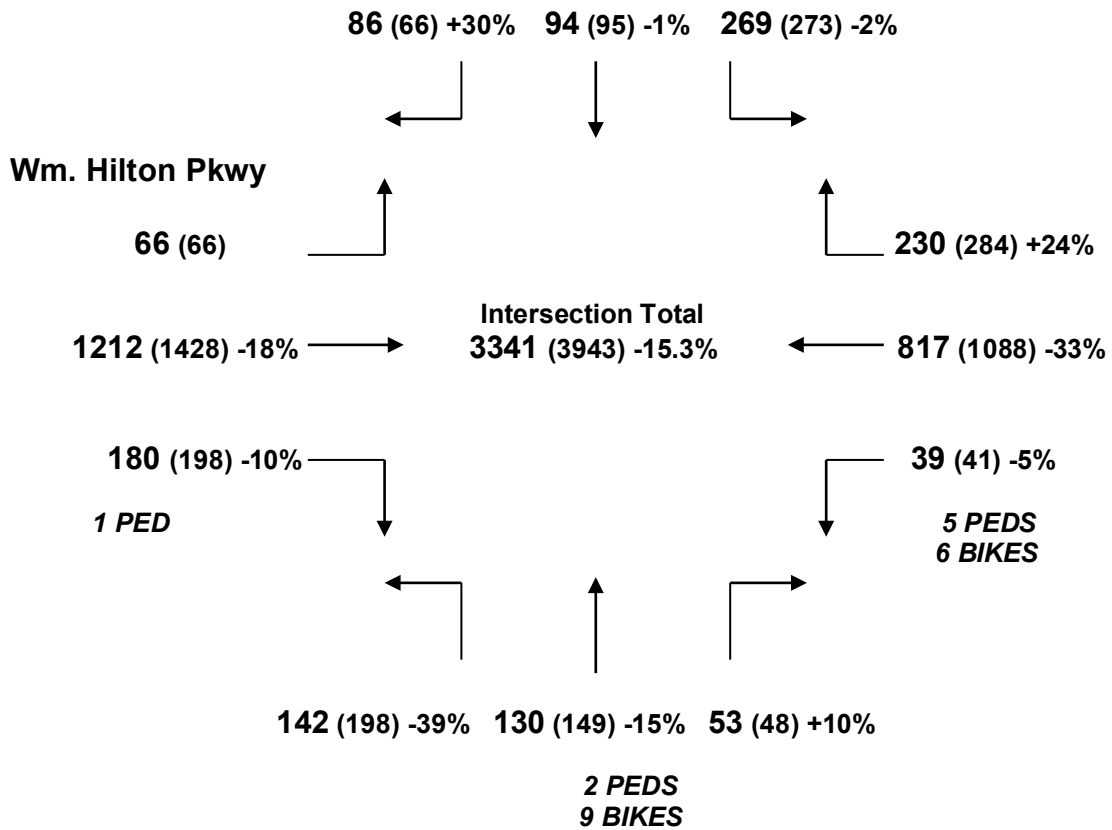 86 (66) +30% 94 (95) -1% 269 (273) -2%
Wm. Hilton Pkwy
66 (66)
230 (284) +24%
Intersection Total
1212 (1428) -18%
3341 (3943) -15.3%
817 (1088) -33%
180 (198) -10%
39 (41) -5%
1 PED
5 PEDS
6 BIKES
142 (198) -39% 130 (149) -15% 53 (48) +10%
2 PEDS
9 BIKES